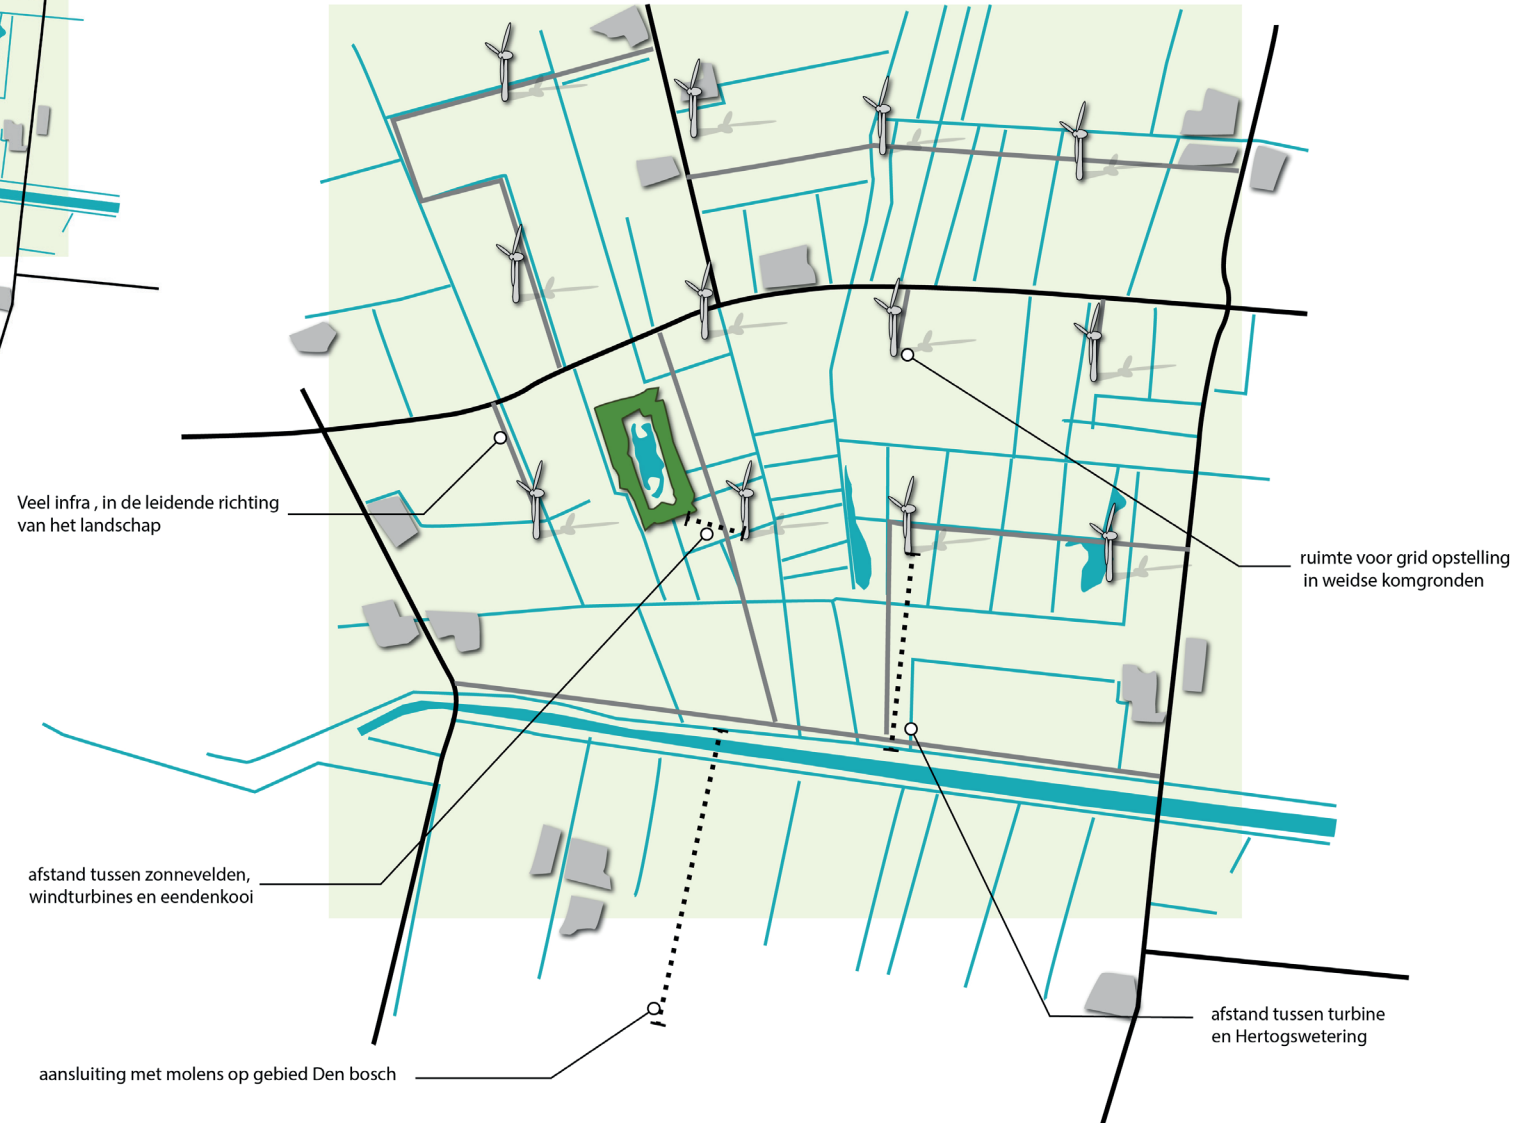 Veel infra , in de leidende richting
van het landschap
ruimte voor grid opstelling
in weidse komgronden
afstand tussen zonnevelden,
windturbines en eendenkooi
afstand tussen turbine
en Hertogswetering
aansluiting met molens op gebied Den bosch